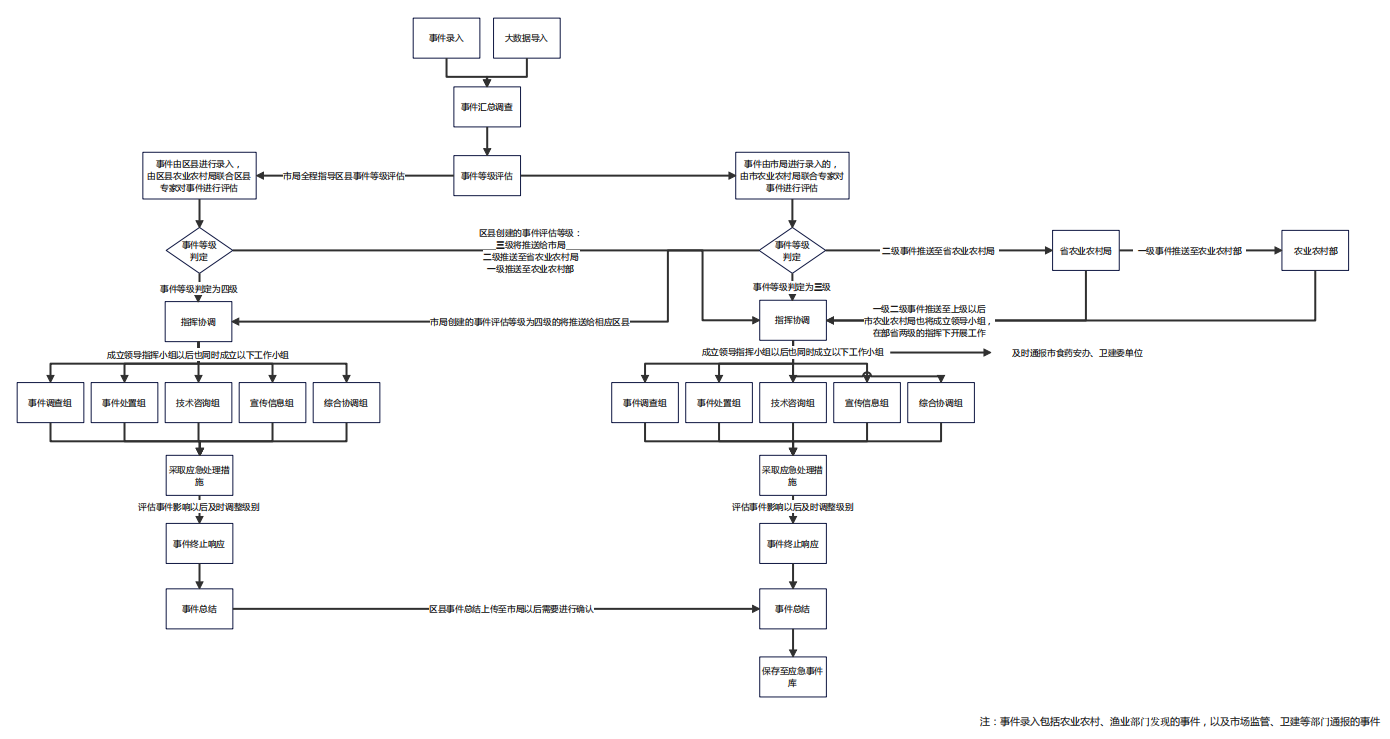 事件录入
大数据导入
事件汇总调查
事件由区县进行录入，
由区县农业农村局联合区县
专家对事件进行评估
市局全程指导区县事件等级评估
事件等级评估
事件由市局进行录入的，
由市农业农村局联合专家对
事件进行评估
事件等级
判定
区县创建的事件评估等级：
三级将推送给市局
二级推送至省农业农村局
一级推送至农业农村部
事件等级
判定
二级事件推送至省农业农村局
省农业农村局
一级事件推送至农业农村部
农业农村部
事件等级判定为四级
事件等级判定为三级
指挥协调
市局创建的事件评估等级为四级的将推送给相应区县
指挥协调
一级二级事件推送至上级以后
市农业农村局也将成立领导小组，
在部省两级的指挥下开展工作
成立领导指挥小组以后也同时成立以下工作小组
成立领导指挥小组以后也同时成立以下工作小组
及时通报市食药安办、卫建委单位
事件调查组
事件处置组
技术咨询组
宣传信息组
综合协调组
事件调查组
事件处置组
技术咨询组
宣传信息组
综合协调组
采取应急处理措
施
采取应急处理措
施
评估事件影响以后及时调整级别
评估事件影响以后及时调整级别
事件终止响应
事件终止响应
事件总结
区县事件总结上传至市局以后需要进行确认
事件总结
保存至应急事件
库
注：事件录入包括农业农村、渔业部门发现的事件，以及市场监管、卫建等部门通报的事件